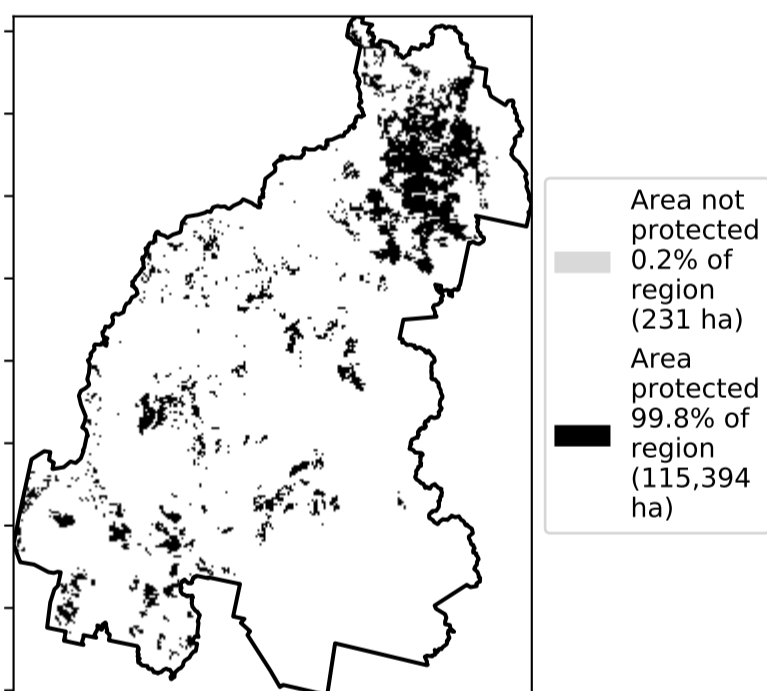 Area not
protected
0.2% of
region
(231 ha)
Area
protected
99.8% of
region
(115,394
ha)